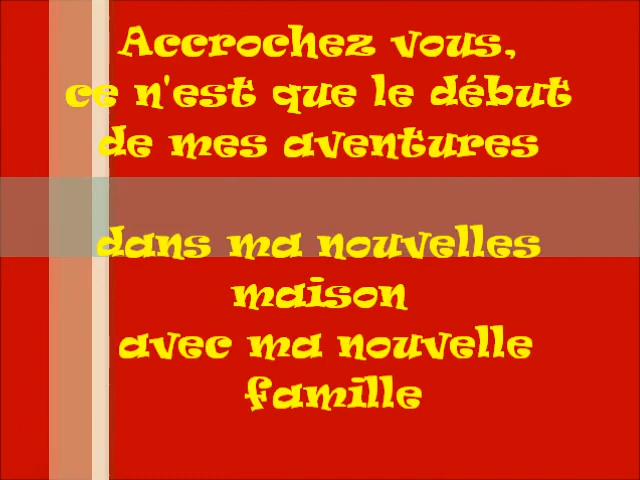 Accrochez vous,
ce n'est que le début
de mes aventures
dans ma nouvelles
maison
avec ma nouvelle
famille